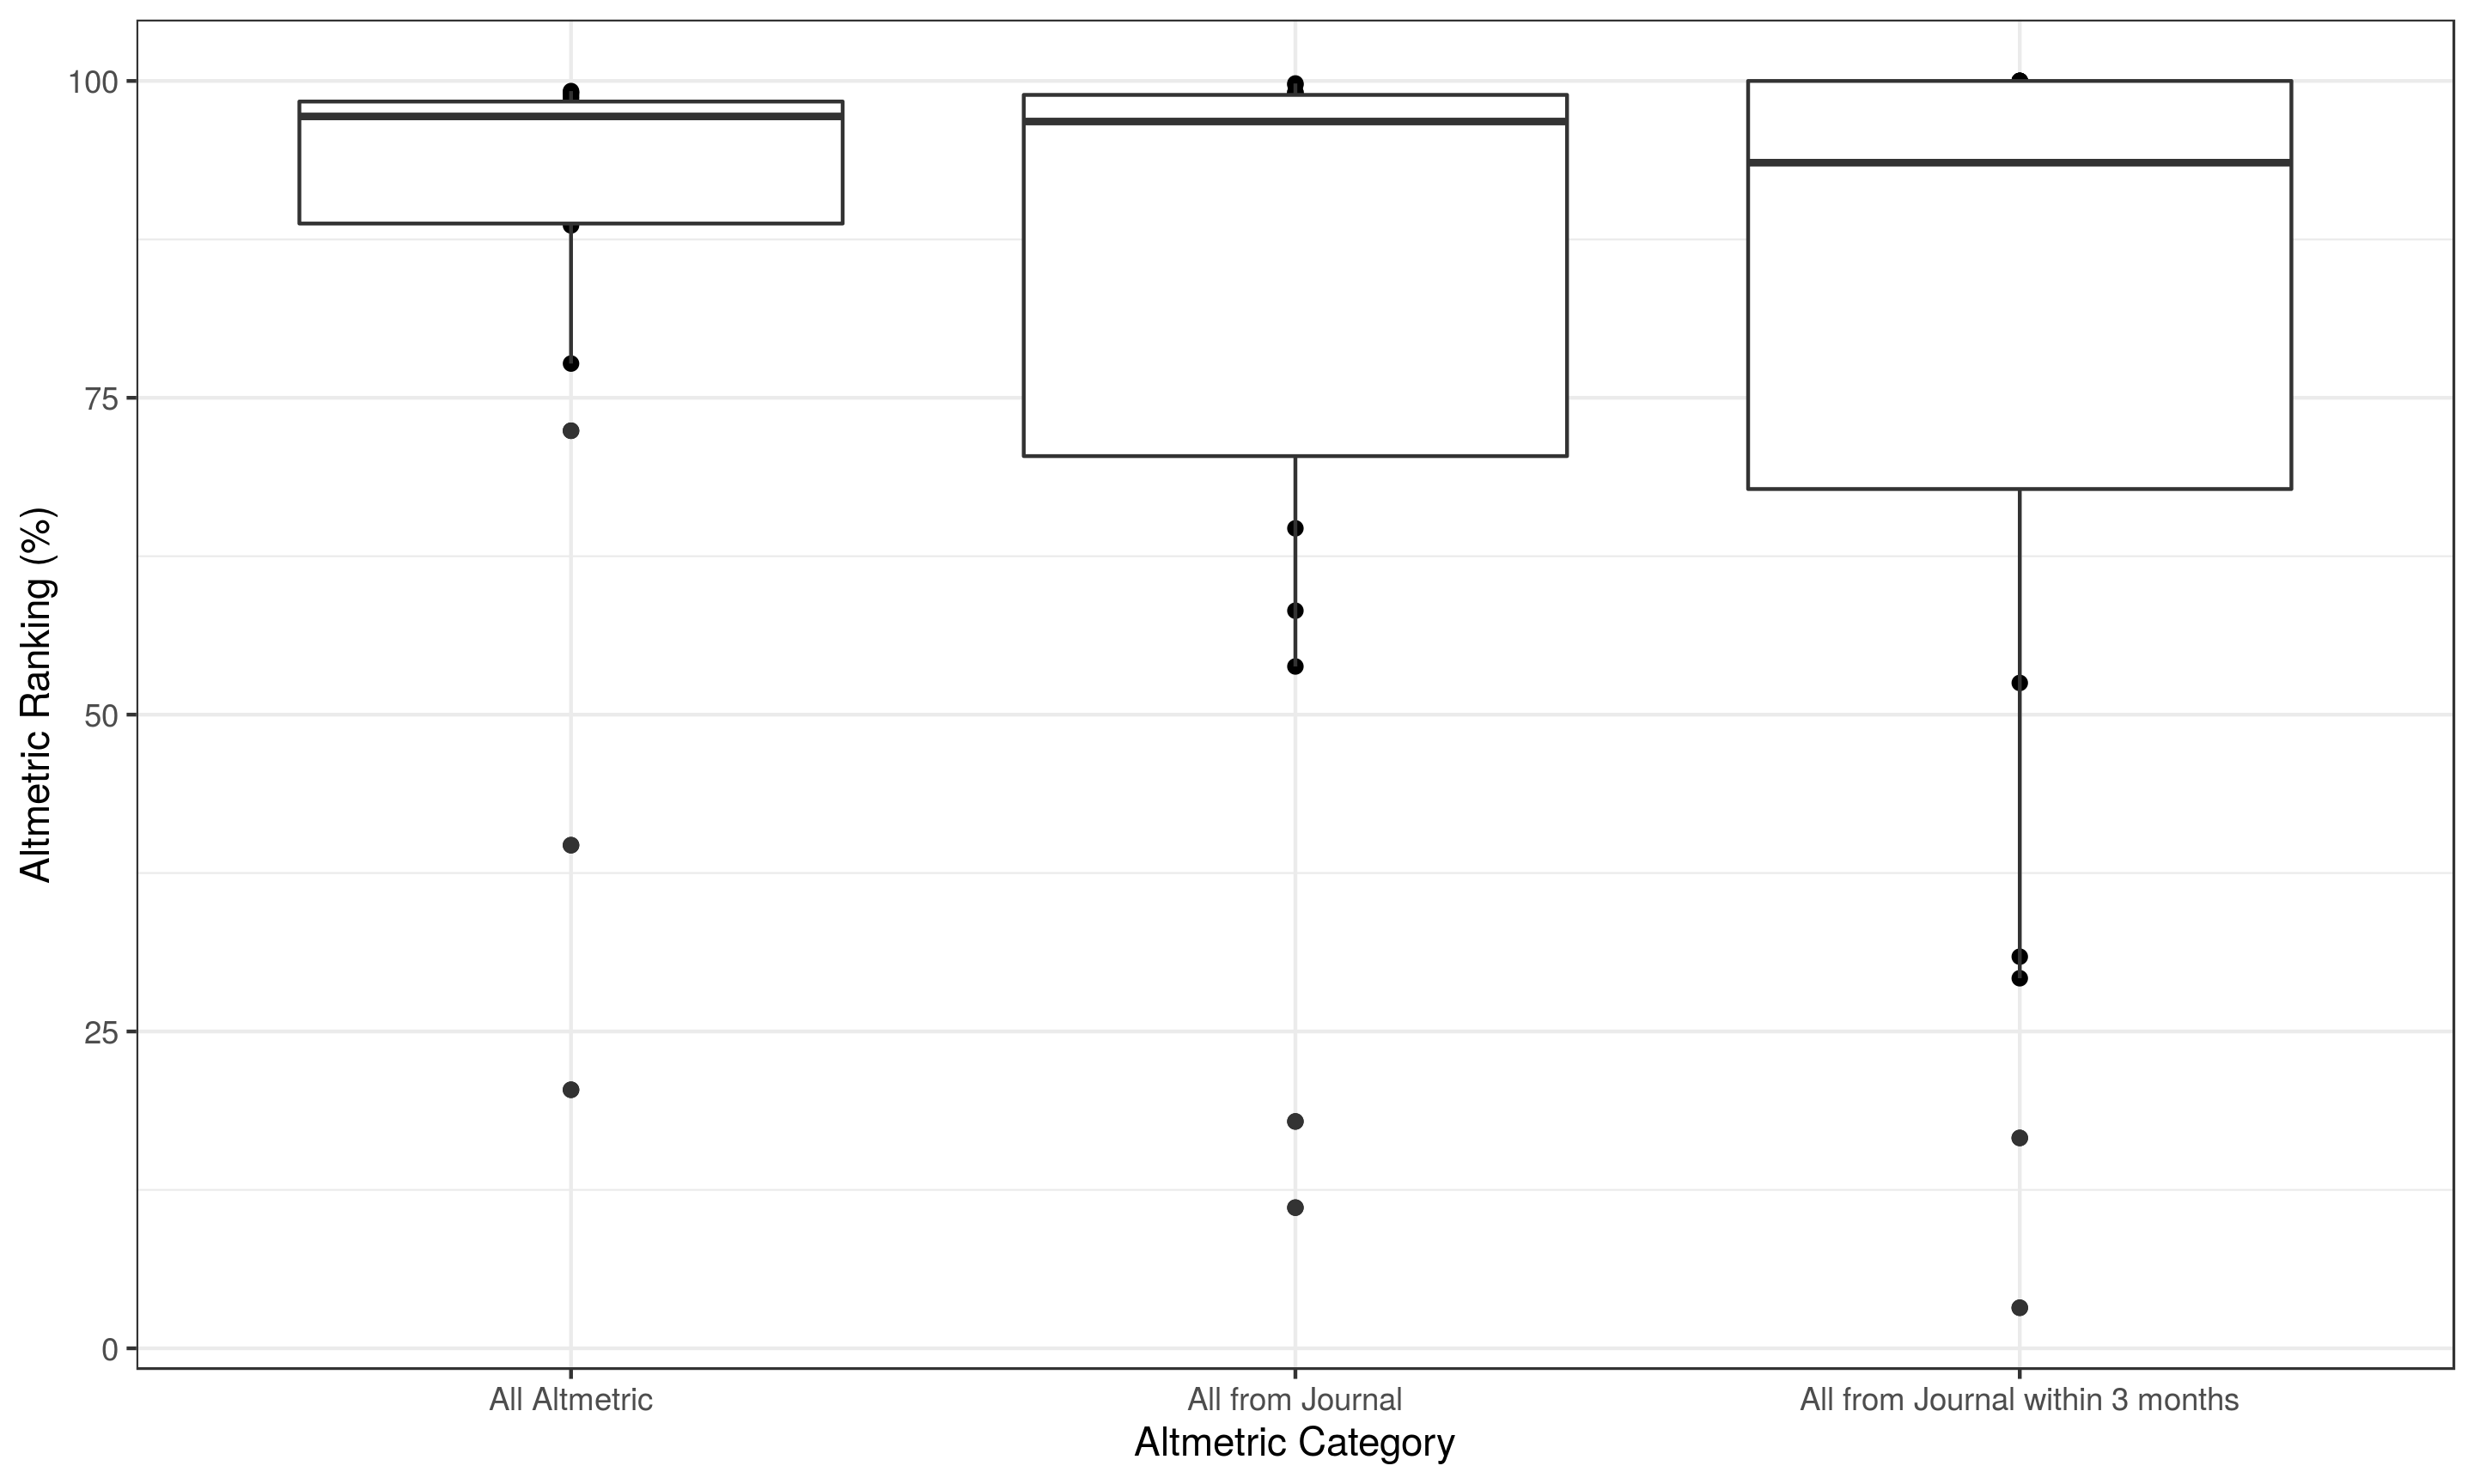 Altmetric Ranking (%)
100
75
50
25
0
All Altmetric
All from Journal
All from Journal within 3 months
Altmetric Category